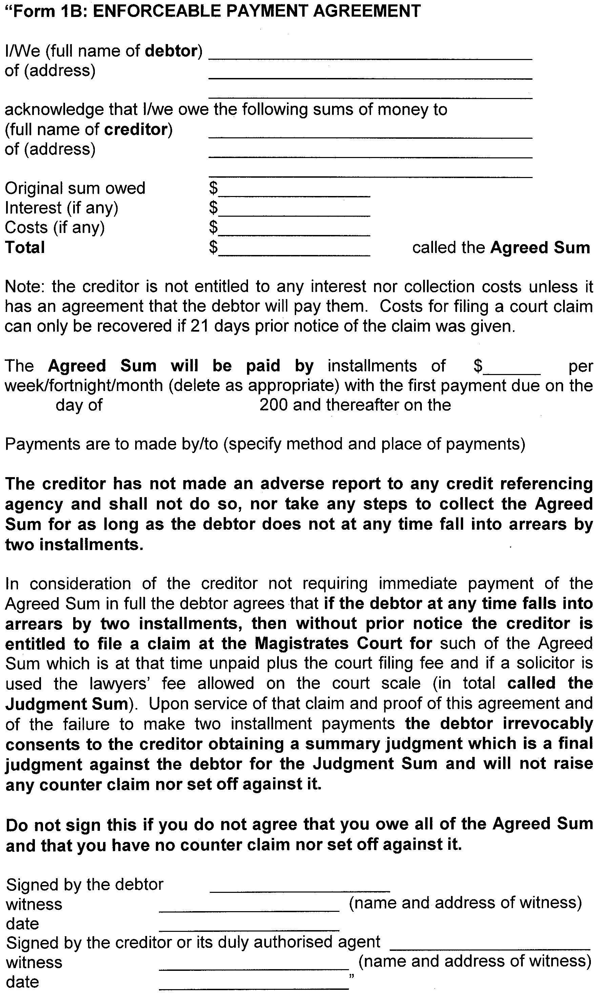 “Form 1B: ENFORCEABLE PAYMENT AGREEMENT
I/We (full name of debtor)
of (address)
acknowledge that I/we owe the following sums of money to
(full name of creditor)
of (address)
Original sum owed $
Interest (if any) $
Costs (if any) $
Total $ called the Agreed Sum
Note: the creditor is not entitled to any interest nor collection costs unless it
has an agreement that the debtor will pay them. Costs for filing a court claim
can only be recovered if 21 days prior notice of the claim was given.
The Agreed Sum will be paid by installments of $ per
week/fortnight/month (delete as appropriate) with the first payment due on the
day of 200 and thereafter on the
Payments are to made by/to (specify method and place of payments)
The creditor has not made an adverse report to any credit referencing
agency and shall not do so, nor take any steps to collect the Agreed
Sum for as long as the debtor does not at any time fall into arrears by
two installments.
In consideration of the creditor not requiring immediate payment of the
Agreed Sum in full the debtor agrees that if the debtor at any time falls into
arrears by two installments, then without prior notice the creditor is
entitled to file a claim at the Magistrates Court for such of the Agreed
Sum which is at that time unpaid plus the court filing fee and if a solicitor is
used the lawyers’ fee allowed on the court scale (in total called the
Judgment Sum). Upon service of that claim and proof of this agreement and
of the failure to make two installment payments the debtor irrevocably
consents to the creditor obtaining a summary judgment which is a final
judgment against the debtor for the Judgment Sum and will not raise
any counter claim nor set off against it.
Do not sign this if you do not agree that you owe all of the Agreed Sum
and that you have no counter claim nor set off against it.
Signed by the debtor
witness (name and address of witness)
date
Signed by the creditor or its duly authorised agent
witness (name and address of witness)
date ”